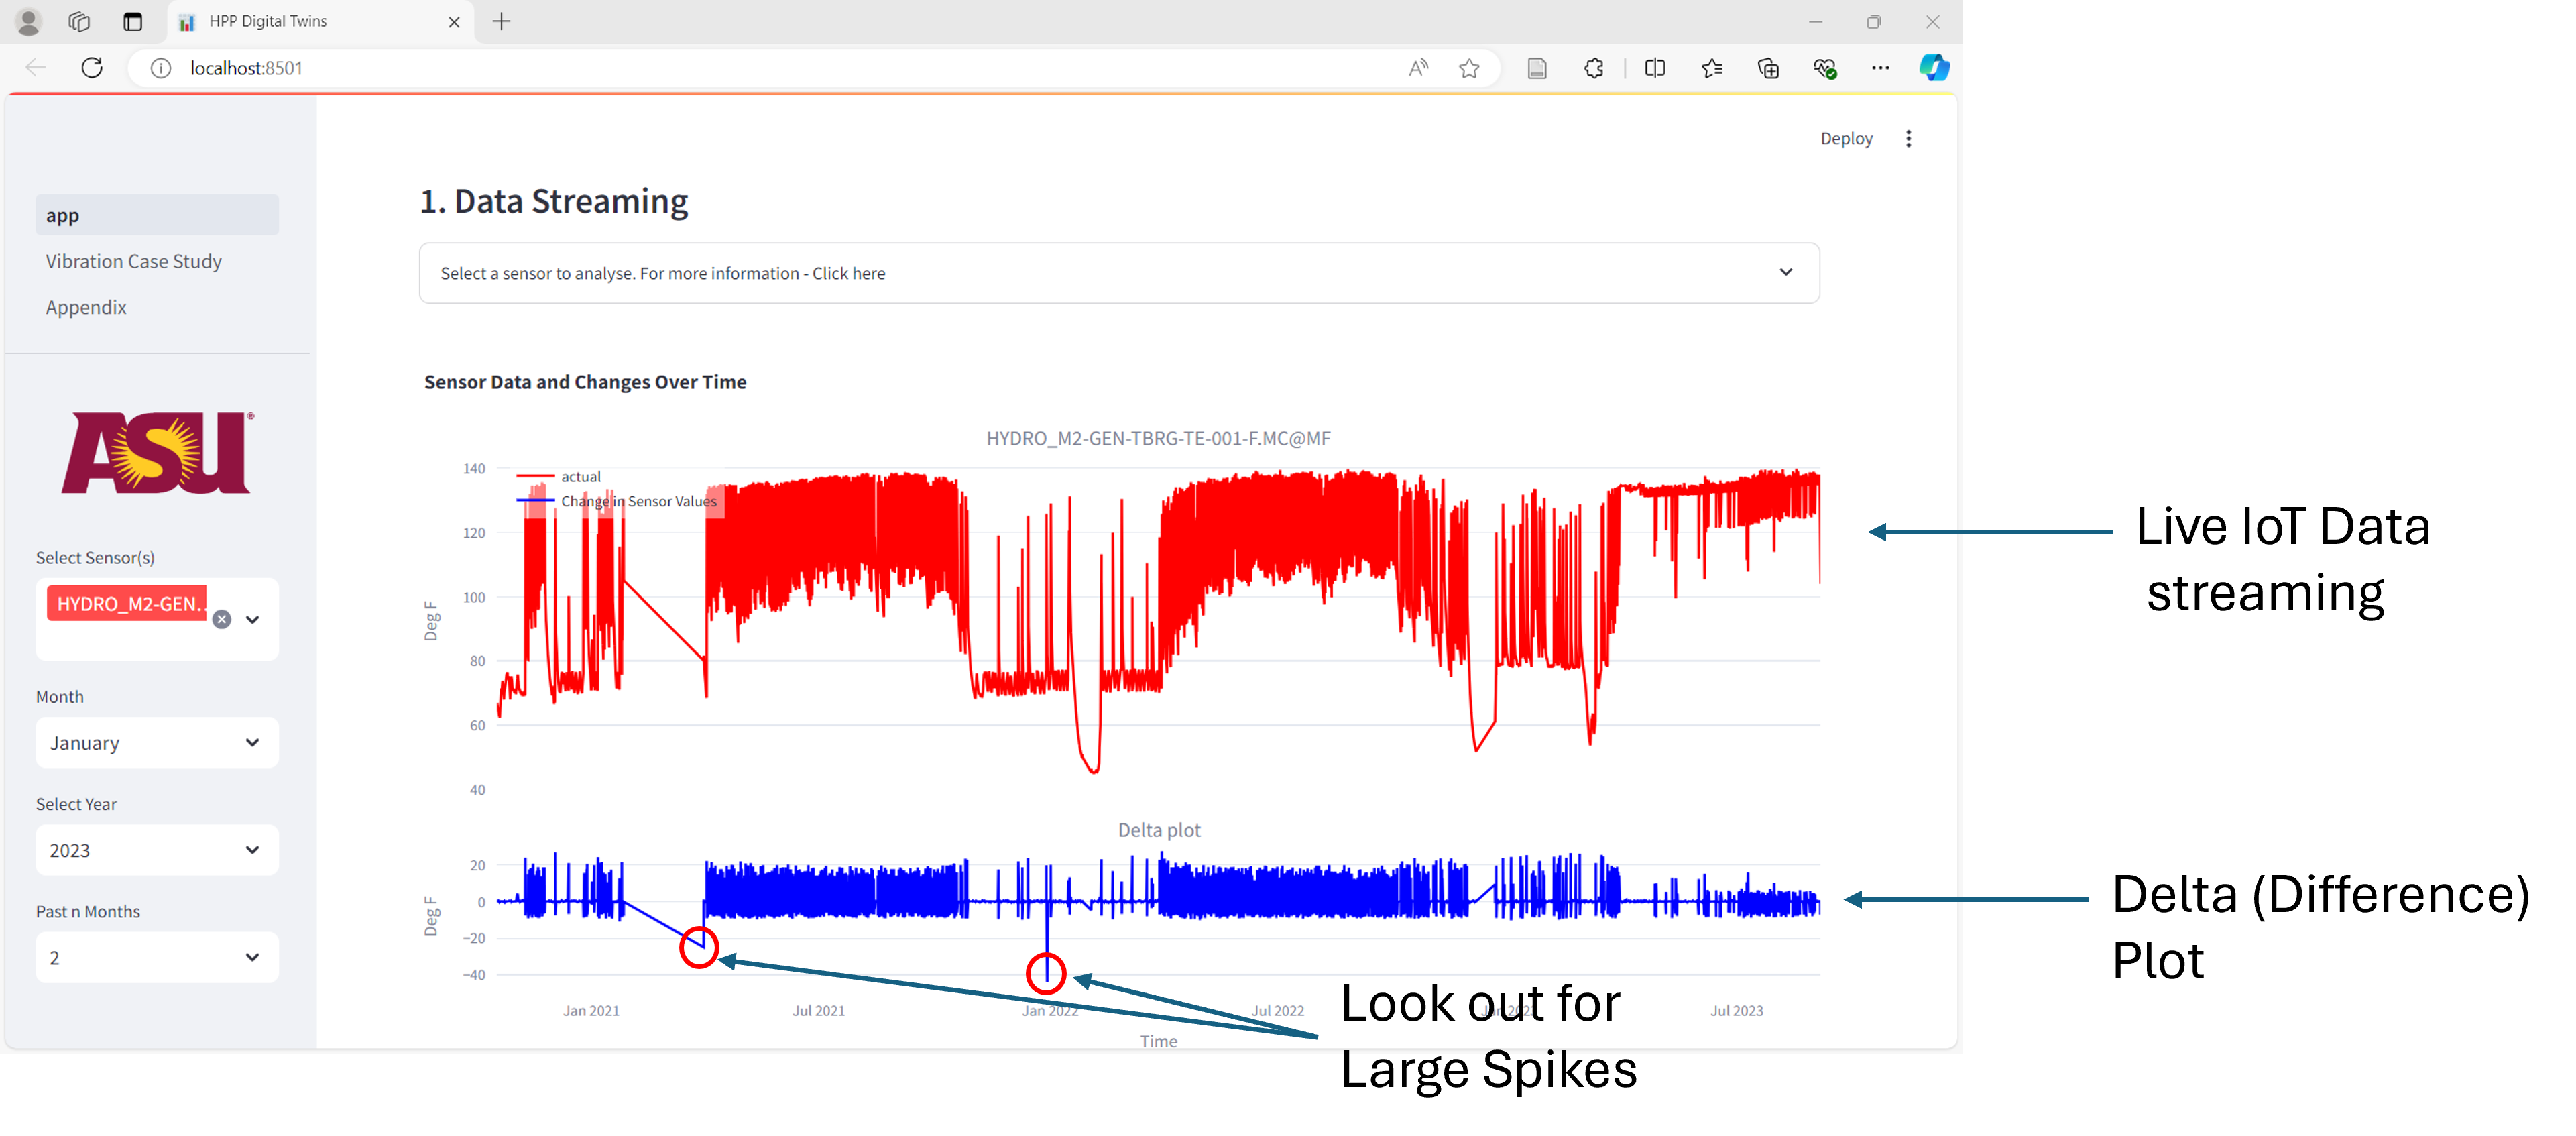 HPP Digital Twins
localhost:8501
Deploy
app
Vibration Case Study
Appendix
ASU®
Select Sensor(s)
HYDRO_M2-GEN...
Month
January
Select Year
2023
Past n Months
2
1. Data Streaming
Select a sensor to analyse. For more information - Click here
Sensor Data and Changes Over Time
HYDRO_M2-GEN-TBRG-TE-001-F.MC@MF
actual
Change in Sensor Values
140
120
100
80
60
40
Deg F
Delta plot
20
0
−20
−40
Deg F
Jan 2021
Jul 2021
Jan 2022
Jul 2022
Jan 2023
Jul 2023
Time
Live IoT Data
streaming
Delta (Difference)
Plot
Look out for
Large Spikes